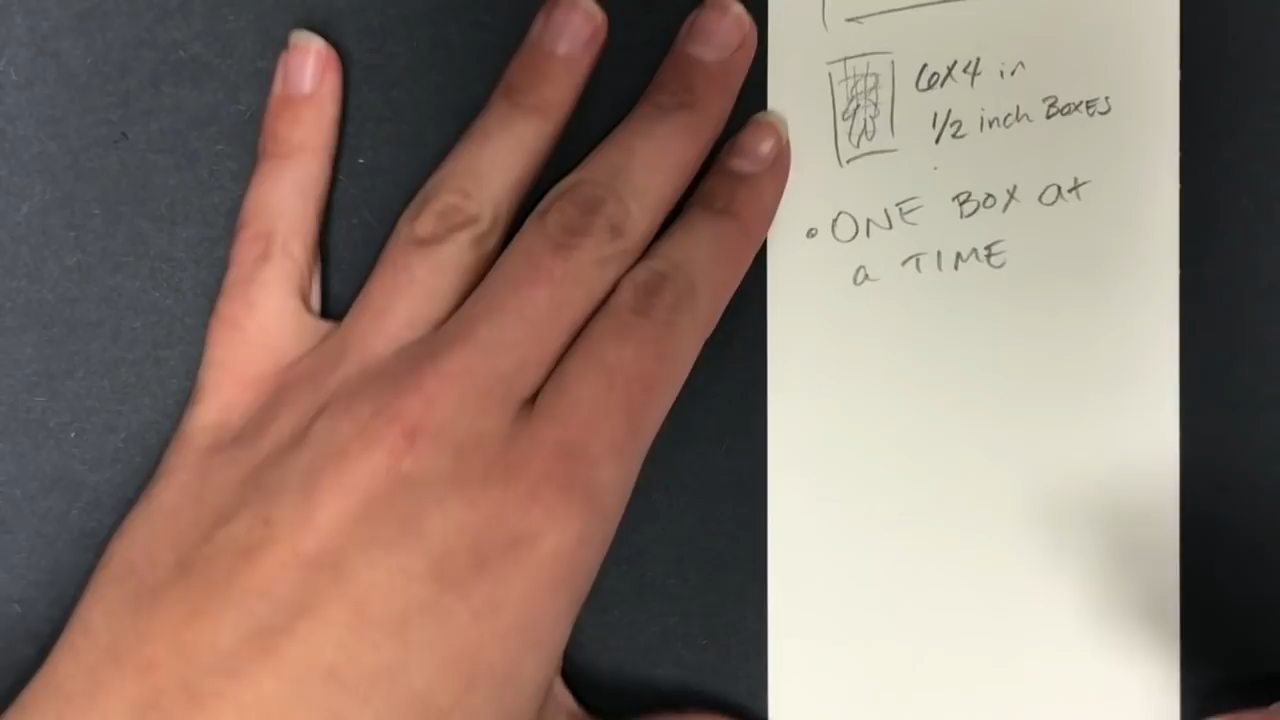 6X4 in
1/2 inch BOXES
• ONE BOX at
a TIME